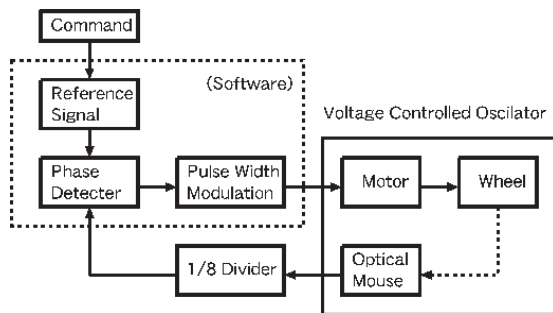 Command
(Software)
Reference
Signal
Voltage Controlled Oscilator
Phase
Detecter
Pulse Width
Modulation
Motor
Wheel
1/8 Divider
Optical
Mouse